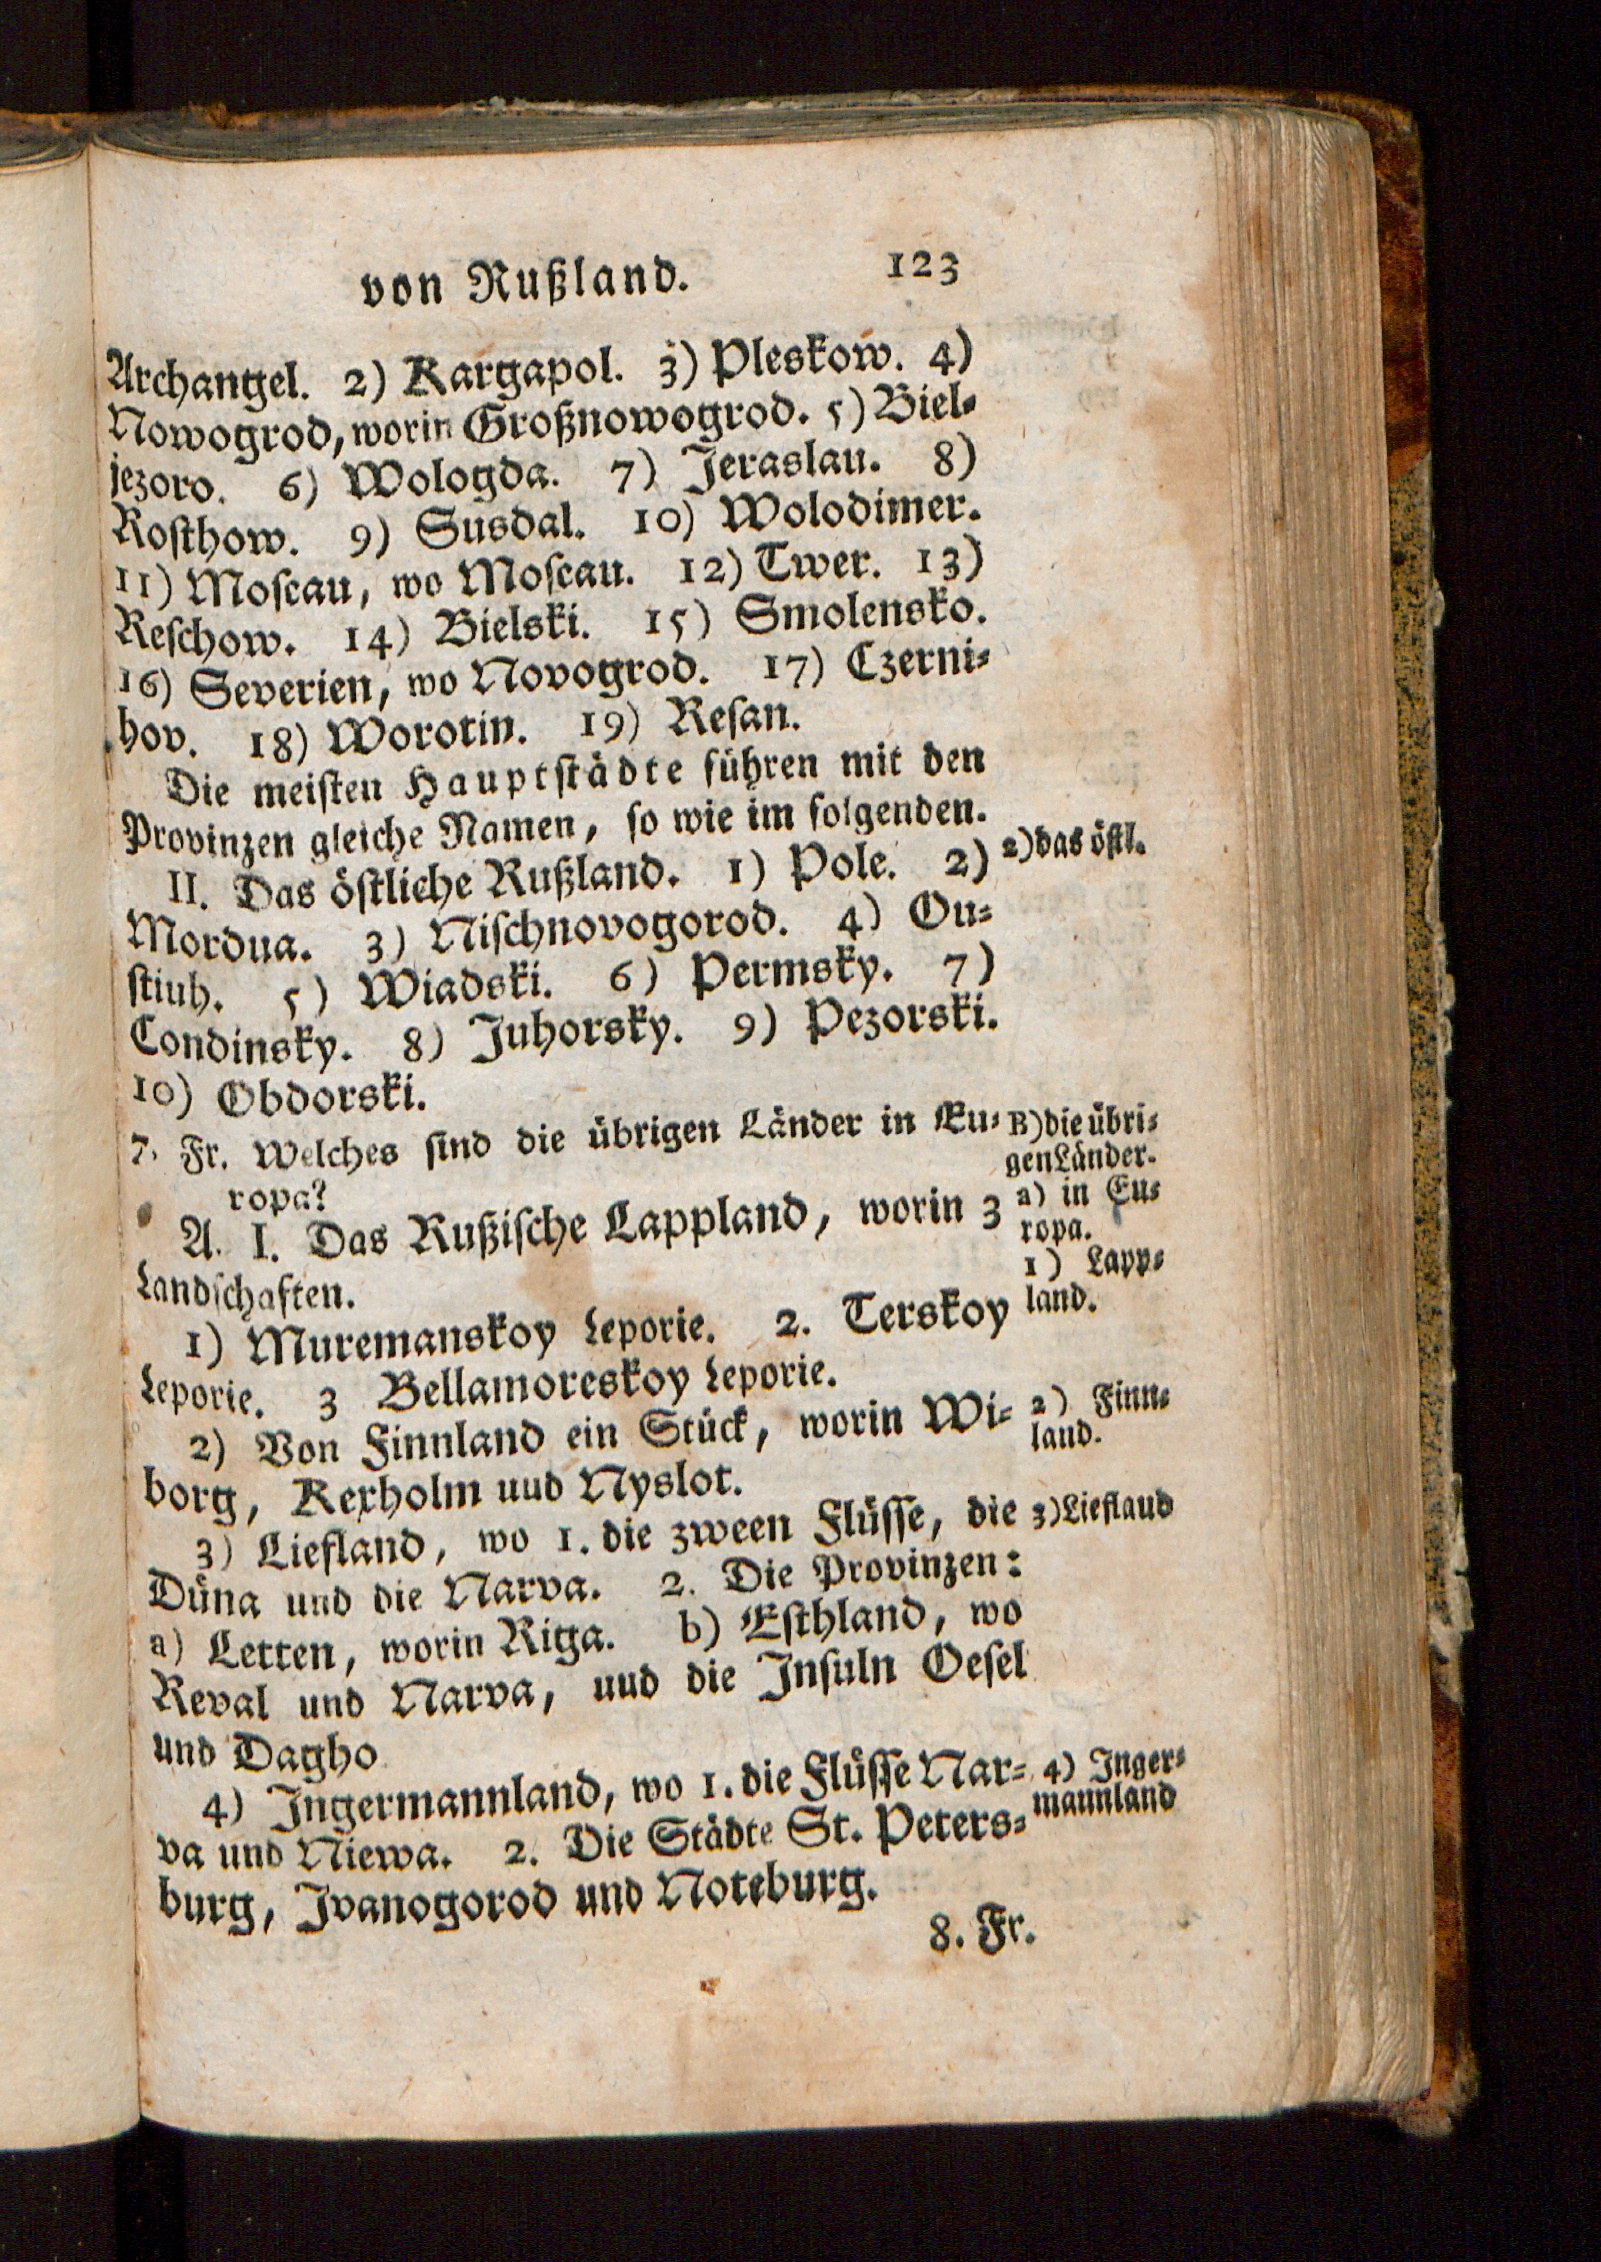 von Rußland. 123
Archangel. 2) Kargapol. 3) Pleskow. 4)
Nowogrod, worin Großnowogrod. 5) Biel-
jezoro. 6) Wologda. 7) Jeraslau. 8)
Roſthow. 9) Susdal. 10) Wolodimer.
11) Moſcau, wo Moſcau. 12) Twer. 13)
Reſchow. 14) Bielski. 15) Smolensko.
16) Severien, wo Novogrod. 17) Czerni-
hov. 18) Worotin. 19) Reſan.
Die meiſten Hauptſtädte führen mit den
Provinzen gleiche Namen, ſo wie im folgenden.
II. Das öſtliche Rußland. 1) Pole. 2)
2) das öſtl.
Mordua. 3) Niſchnovogorod. 4) Ou-
ſtiuh. 5) Wiadski. 6) Permsky. 7)
Condinsky. 8) Juhorsky. 9) Pezorski.
10) Obdorski.
7. Fr. Welches ſind die übrigen Länder in Eu-
ropa?
B) die übri-
gen Länder.
a) in Eu-
ropa.
A. I. Das Rußiſche Lappland, worin 3
Landſchaften.
1) Lapp-
land.
1) Muremanskoy Leporie. 2. Terskoy
Leporie. 3 Bellamoreskoy Leporie.
2) Von Finnland ein Stück, worin Wi-
2) Finn-
land.
borg, Kexholm uud Nyslot.
3) Liefland, wo 1. die zween Flüſſe, die
3) Lieflaud
Düna und die Narva. 2. Die Provinzen:
a) Letten, worin Riga. b) Eſthland, wo
Reval und Narva, uud die Inſuln Oeſel
und Dagho
4) Ingermannland, wo 1. die Flüſſe Nar-
4) Inger-
mannland
va und Niewa. 2. Die Städte St. Peters-
burg, Ivanogorod und Noteburg.
8. Fr.